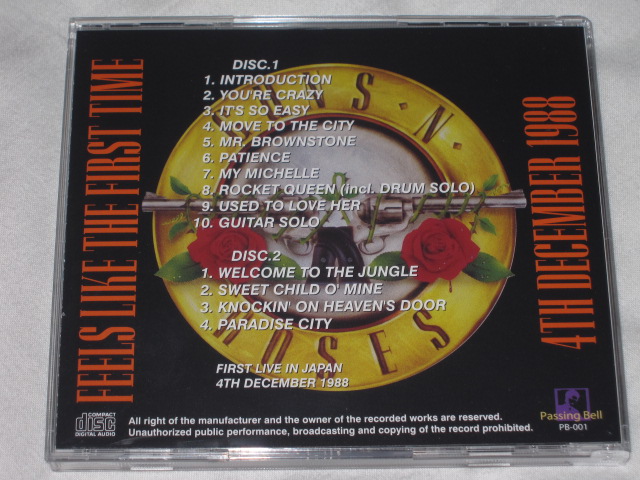 FEELS LIKE THE FIRST TIME
DISC.1
1. INTRODUCTION
2. YOU'RE CRAZY
3. IT'S SO EASY
4. MOVE TO THE CITY
5. MR. BROWNSTONE
6. PATIENCE
7. MY MICHELLE
8. ROCKET QUEEN (incl. DRUM SOLO)
9. USED TO LOVE HER
10. GUITAR SOLO
DISC.2
1. WELCOME TO THE JUNGLE
2. SWEET CHILD O' MINE
3. KNOCKIN' ON HEAVEN'S DOOR
4. PARADISE CITY
FIRST LIVE IN JAPAN
4TH DECEMBER 1988
4TH DECEMBER 1988
GUNS · N · ROSES
COMPACT
disc
DIGITAL AUDIO
All right of the manufacturer and the owner of the recorded works are reserved.
Unauthorized public performance, broadcasting and copying of the record prohibited.
Passing Bell
PB-001